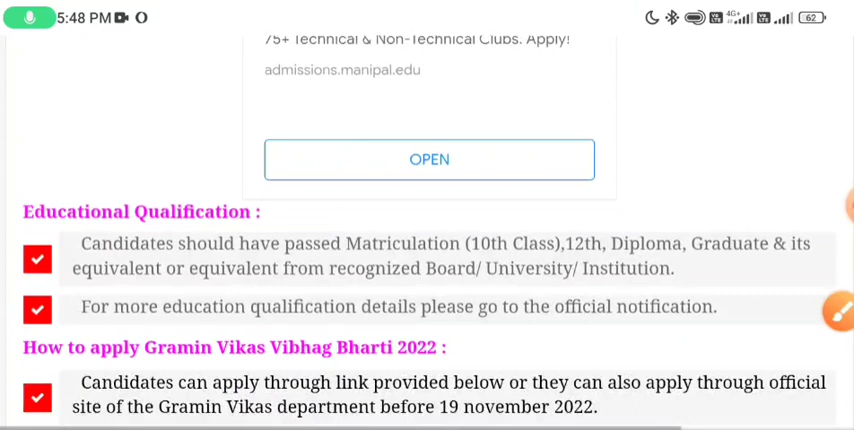 5:48 PM
4G+
62
75+ Technical & Non-Technical Clubs. Apply!
admissions.manipal.edu
OPEN
Educational Qualification :
Candidates should have passed Matriculation (10th Class),12th, Diploma, Graduate & its
equivalent or equivalent from recognized Board/ University/ Institution.
For more education qualification details please go to the official notification.
How to apply Gramin Vikas Vibhag Bharti 2022 :
Candidates can apply through link provided below or they can also apply through official
site of the Gramin Vikas department before 19 november 2022.